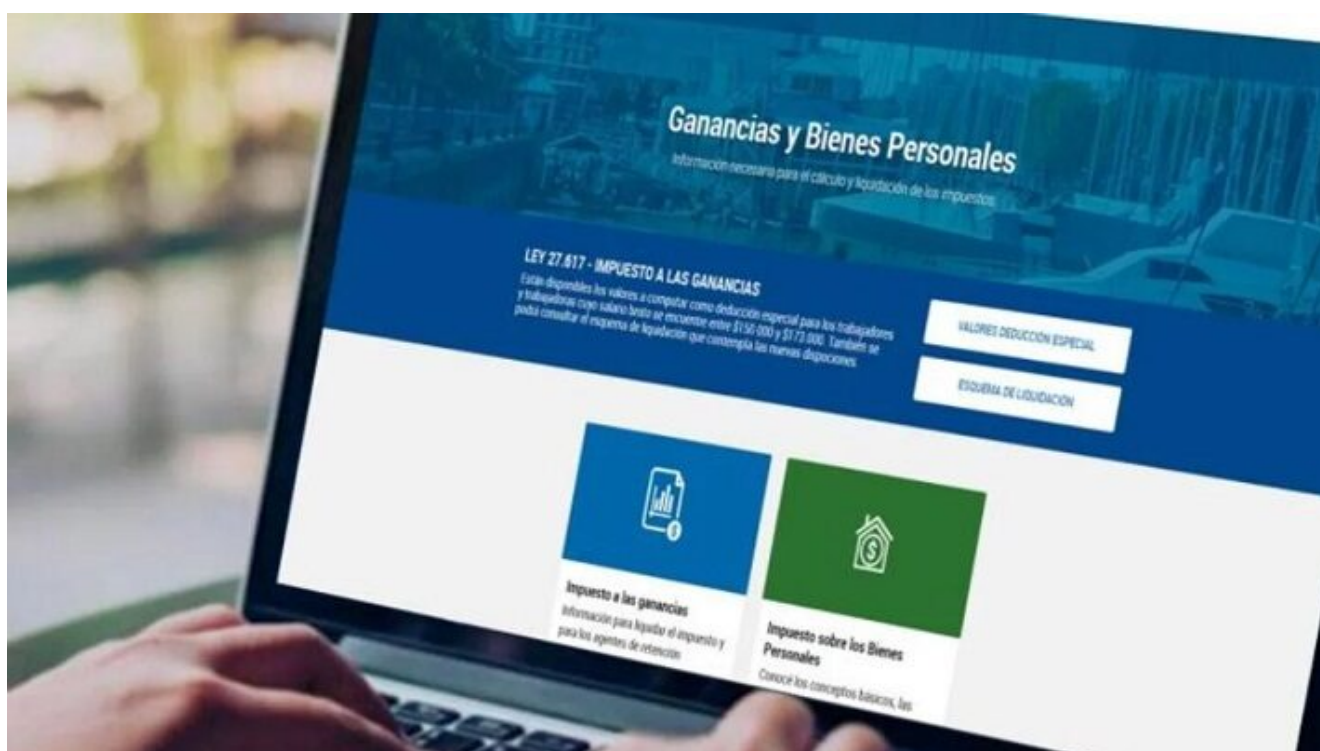 Ganancias y Bienes Personales
Información necesaria para el cálculo y liquidación de los impuestos
LEY 27.617 - IMPUESTO A LAS GANANCIAS
Están disponibles los valores a computar como deducción especial para los trabajadores
y trabajadoras cuyo salario bruto se encuentre entre $150.000 y $173.000. También se
podrá consultar el esquema de liquidación que contempla las nuevas dispociones.
VALORES DEDUCCIÓN ESPECIAL
ESQUEMA DE LIQUIDACIÓN
Impuesto a las ganancias
Información para liquidar el impuesto y
para los agentes de retención
Impuesto sobre los Bienes
Personales
Conocé los conceptos básicos, las